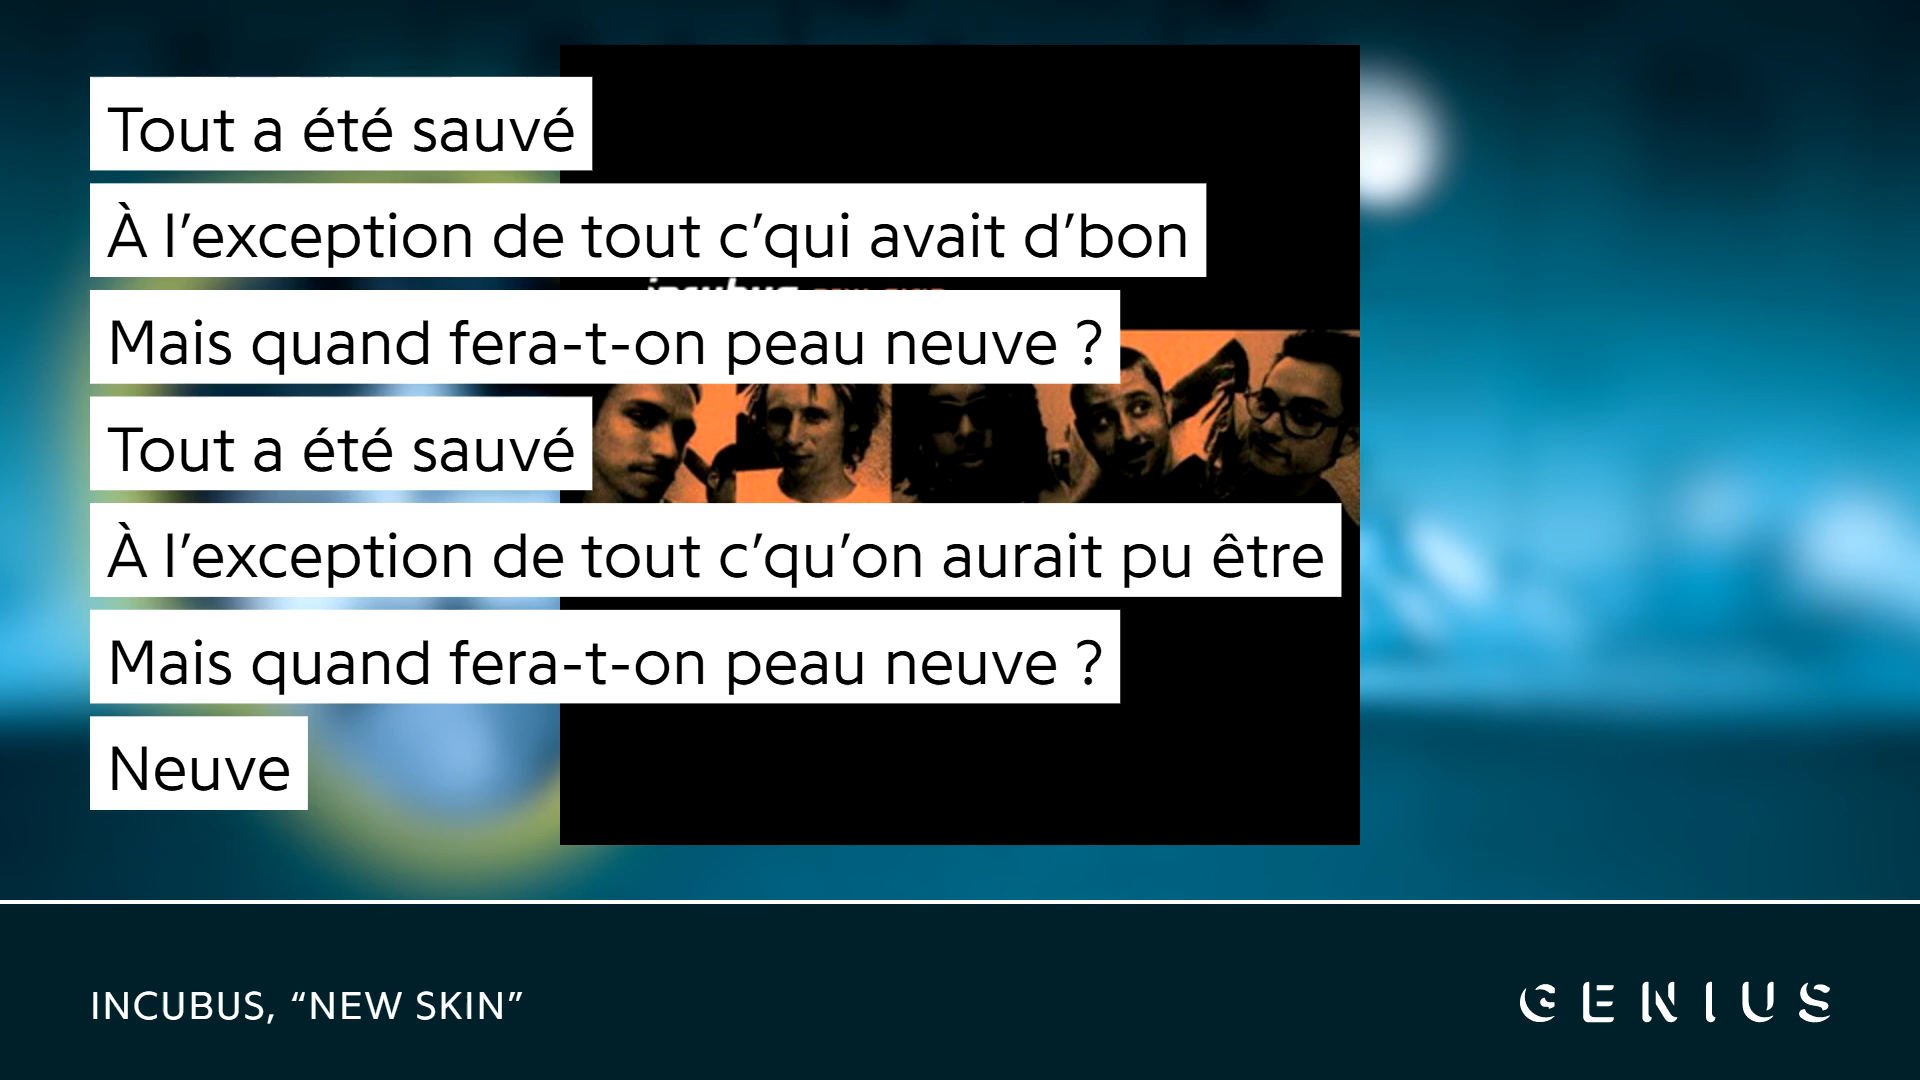 Tout a été sauvé
À l’exception de tout c’qui avait d’bon
Mais quand fera-t-on peau neuve ?
Tout a été sauvé
À l’exception de tout c’qu’on aurait pu être
Mais quand fera-t-on peau neuve ?
Neuve
INCUBUS, “NEW SKIN”
GENIUS